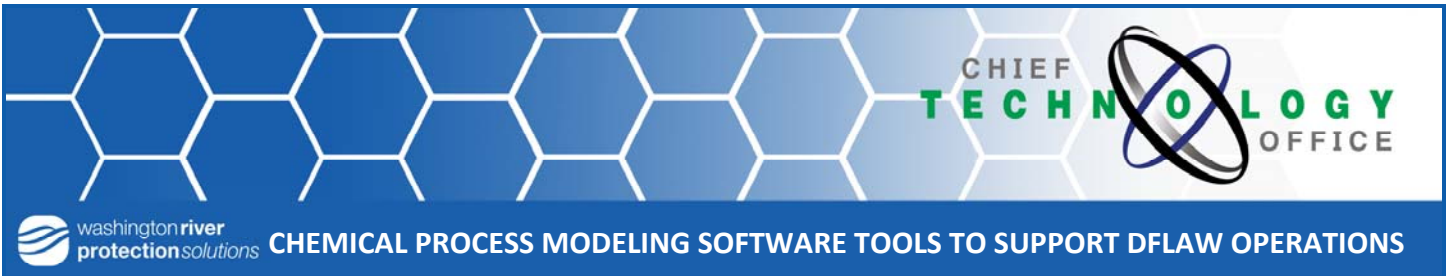 CHIEF
TECHNOLOGY
OFFICE
washington river
protection solutions
CHEMICAL PROCESS MODELING SOFTWARE TOOLS TO SUPPORT DFLAW OPERATIONS